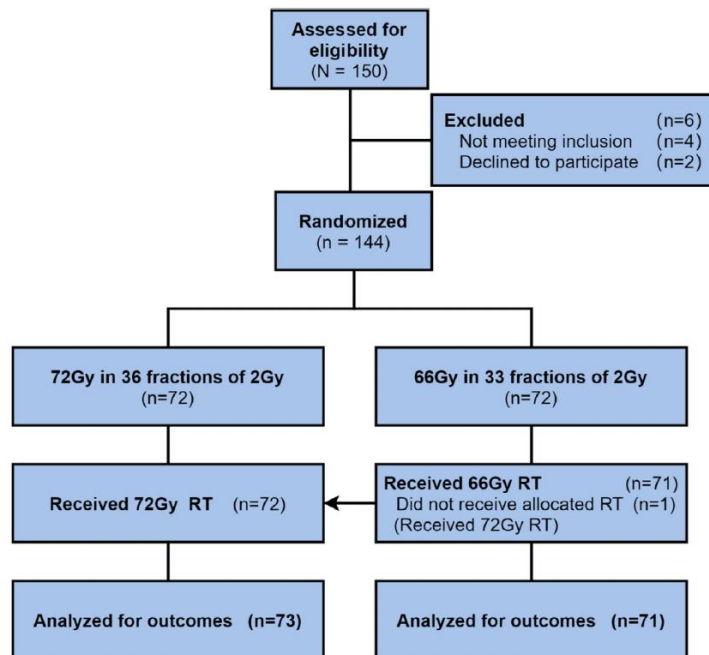 Assessed for
eligibility
(N = 150)
Excluded (n=6)
Not meeting inclusion (n=4)
Declined to participate (n=2)
Randomized
(n = 144)
72Gy in 36 fractions of 2Gy
(n=72)
66Gy in 33 fractions of 2Gy
(n=72)
Received 72Gy RT (n=72)
Received 66Gy RT (n=71)
Did not receive allocated RT (n=1)
(Received 72Gy RT)
Analyzed for outcomes (n=73)
Analyzed for outcomes (n=71)